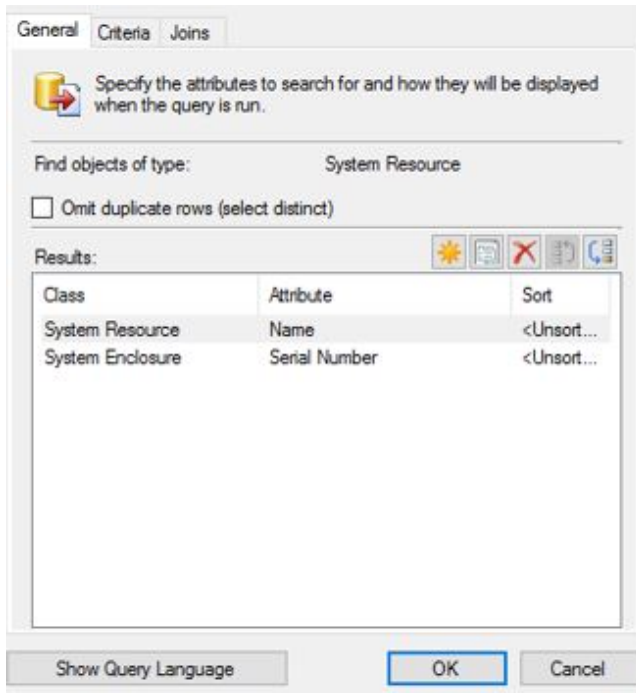 General Criteria Joins
Specify the attributes to search for and how they will be displayed
when the query is run.
Find objects of type: System Resource
Omit duplicate rows (select distinct)
Results:
Class Attribute Sort
System Resource Name <Unsort...
System Enclosure Serial Number <Unsort...
Show Query Language OK Cancel